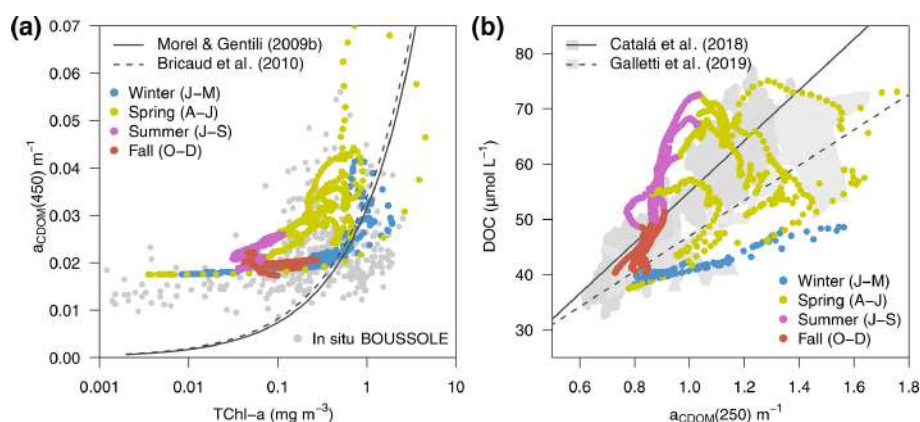 (a)
0.07
0.06
0.05
0.04
0.03
0.02
0.01
0.00
aCDOM(450) m−1
Morel & Gentili (2009b)
Bricaud et al. (2010)
Winter (J−M)
Spring (A−J)
Summer (J−S)
Fall (O−D)
In situ BOUSSOLE
0.001 0.1 1 10
TChl−a (mg m−3)
(b)
80
70
60
50
40
30
DOC (µmol L−1)
Catalá et al. (2018)
Galletti et al. (2019)
Winter (J−M)
Spring (A−J)
Summer (J−S)
Fall (O−D)
0.6 0.8 1.0 1.2 1.4 1.6 1.8
aCDOM(250) m−1